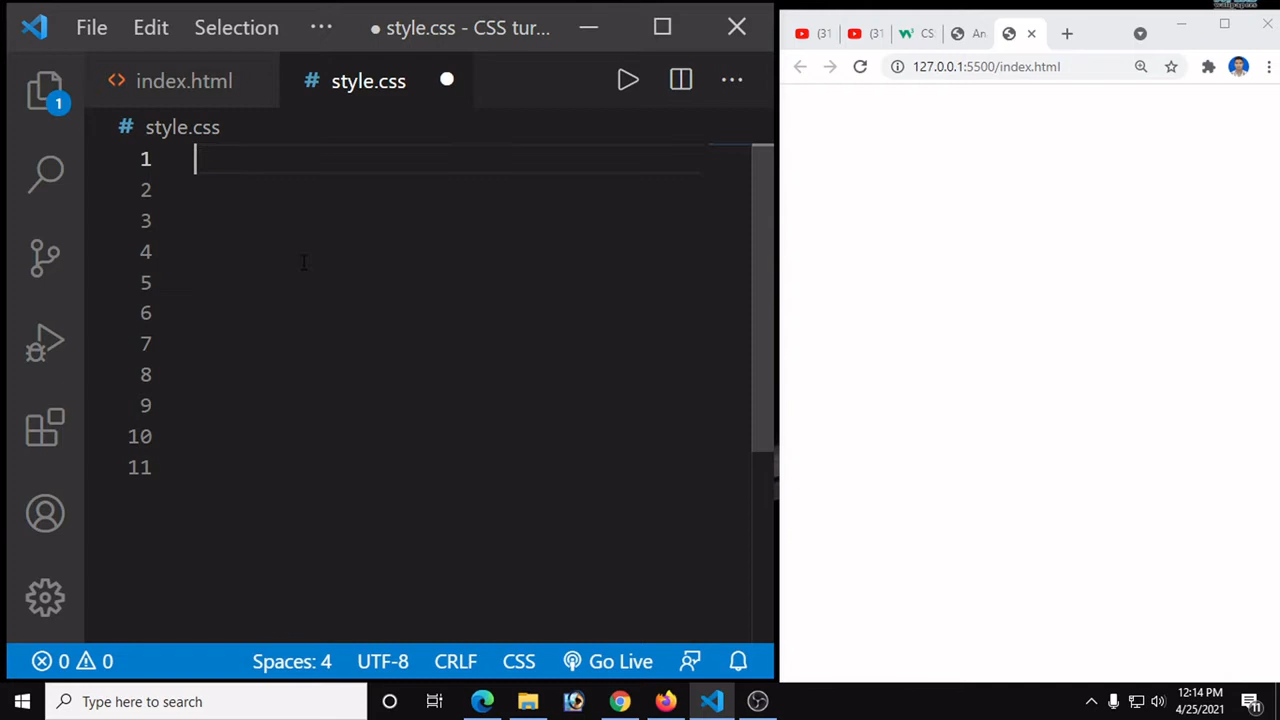 File Edit Selection ··· ● style.css - CSS tur...
index.html # style.css
# style.css
1
2
3
4
5
6
7
8
9
10
11
1
0 0 Spaces: 4 UTF-8 CRLF CSS Go Live
(31 (31 CS An
127.0.0.1:5500/index.html
Type here to search
12:14 PM
4/25/2021
11